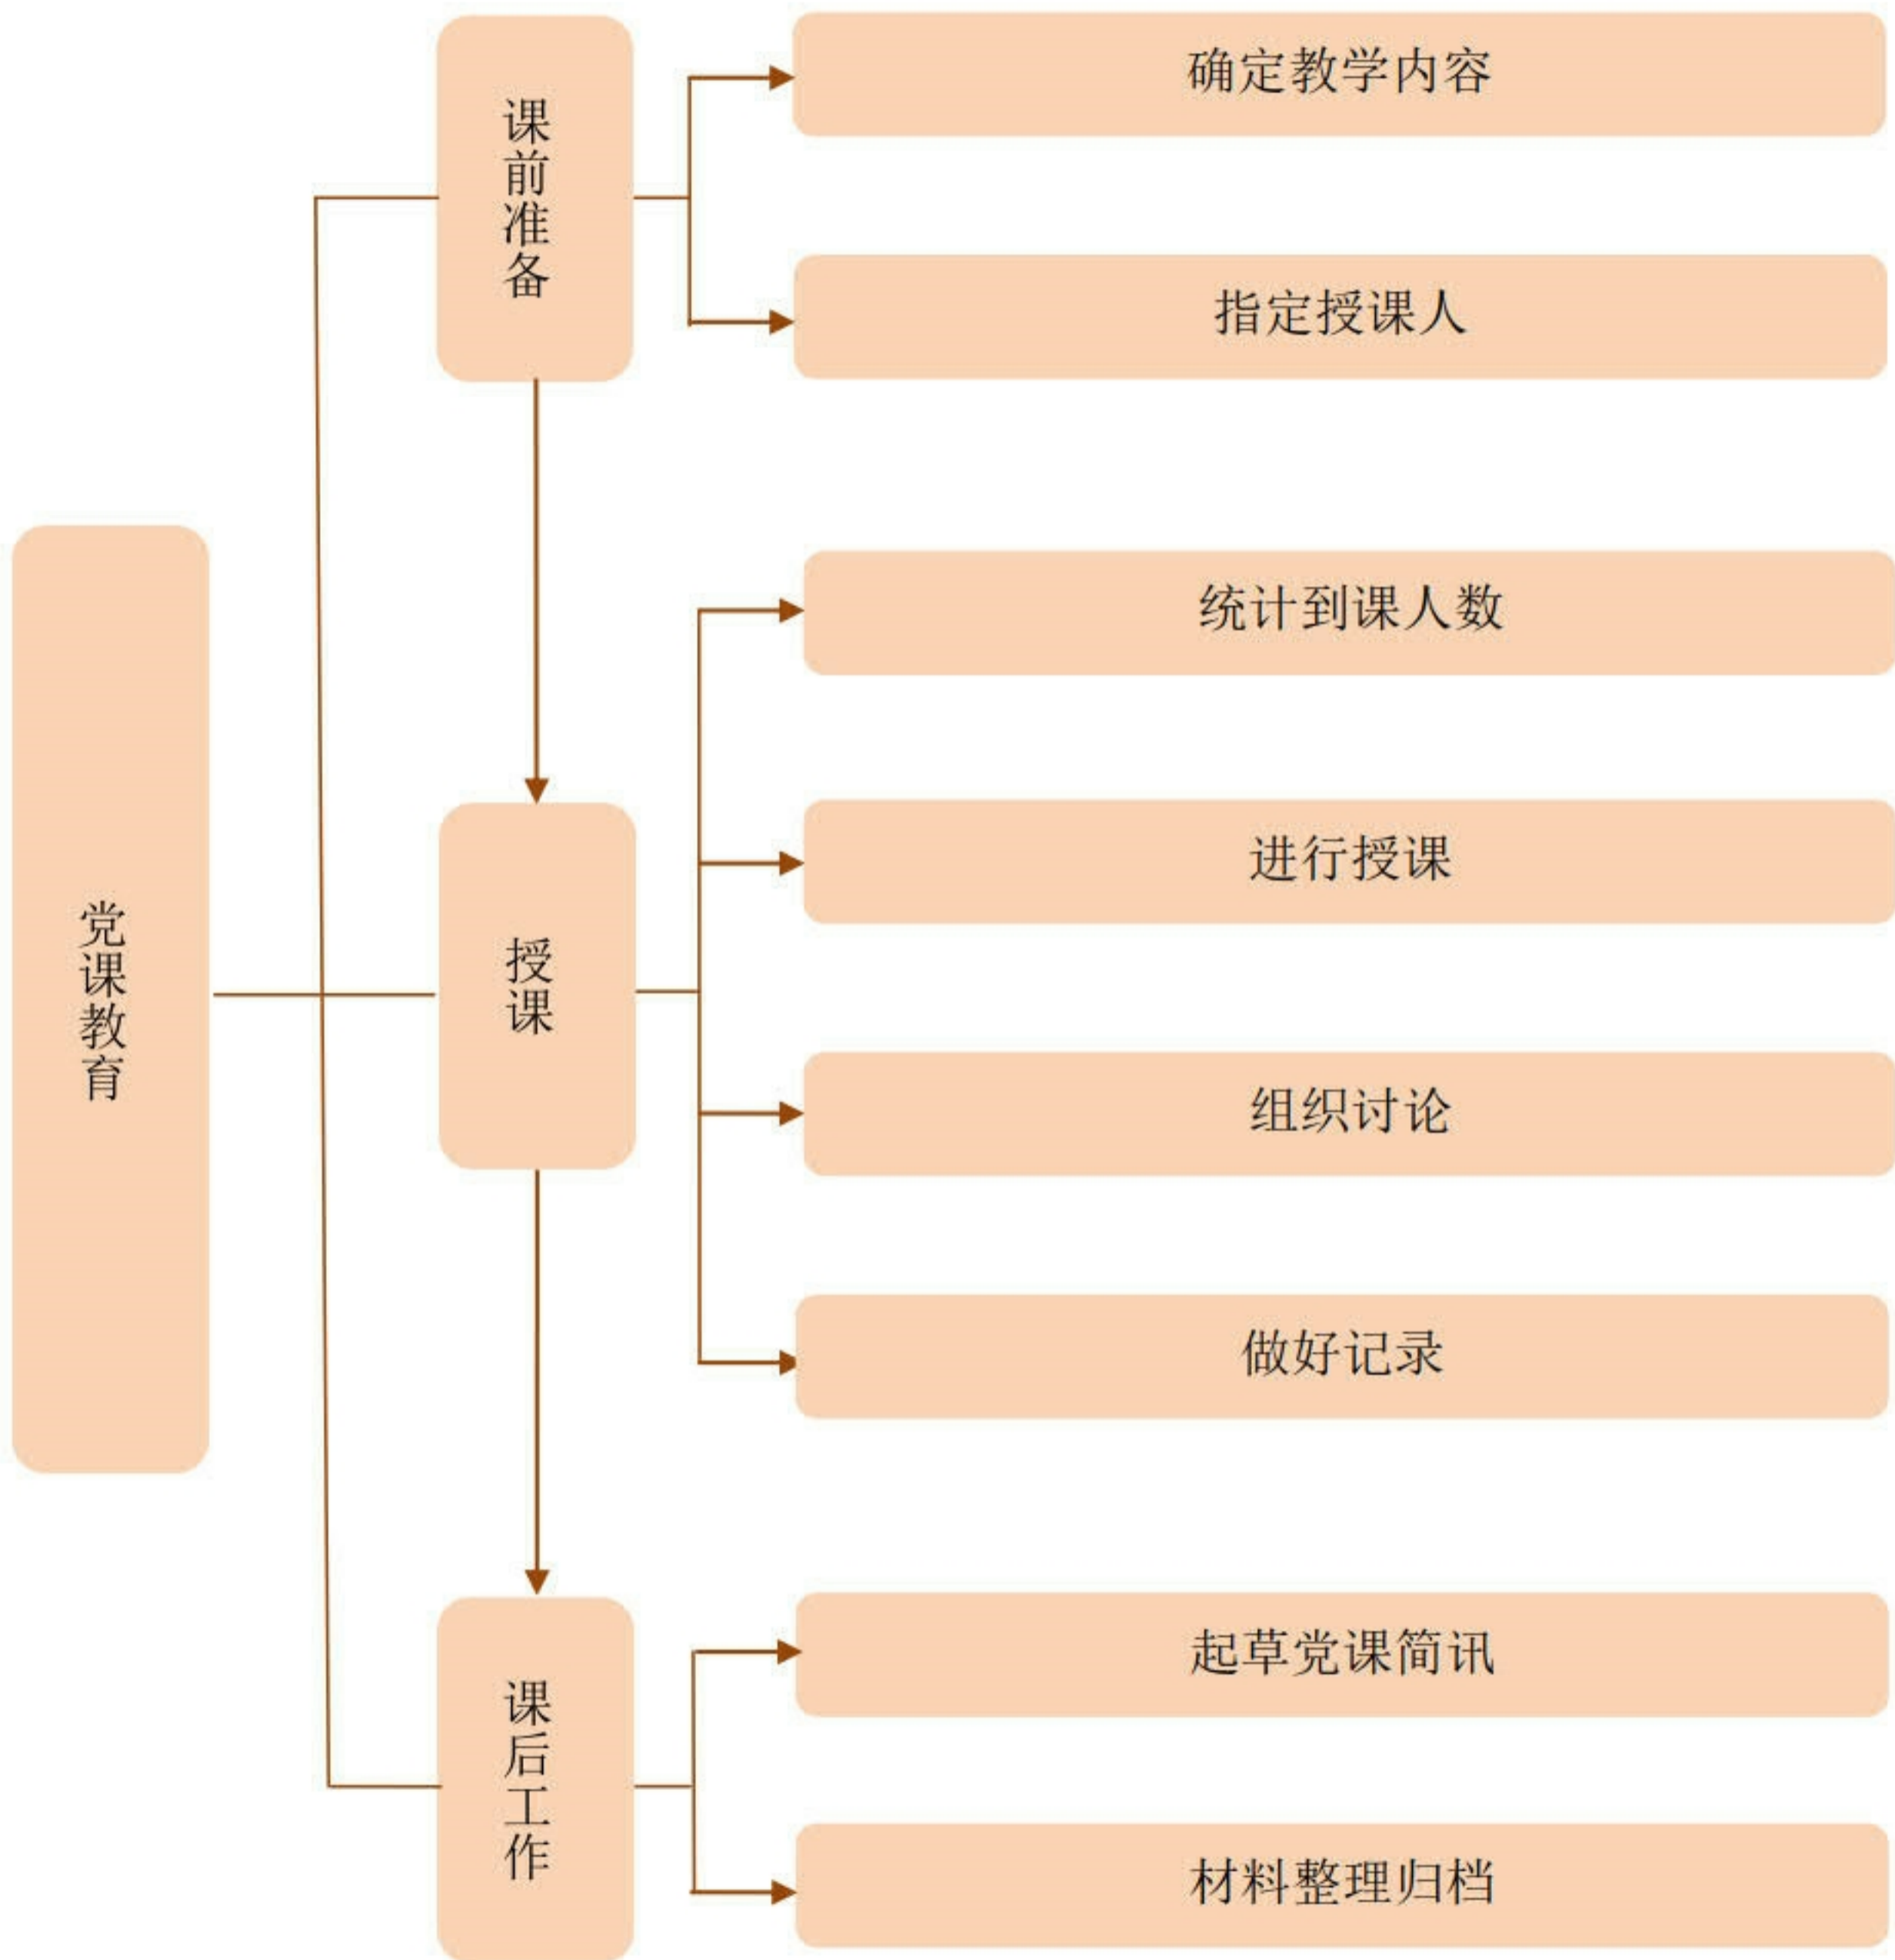 党课教育
课前准备
确定教学内容
指定授课人
授课
统计到课人数
进行授课
组织讨论
做好记录
课后工作
起草党课简讯
材料整理归档